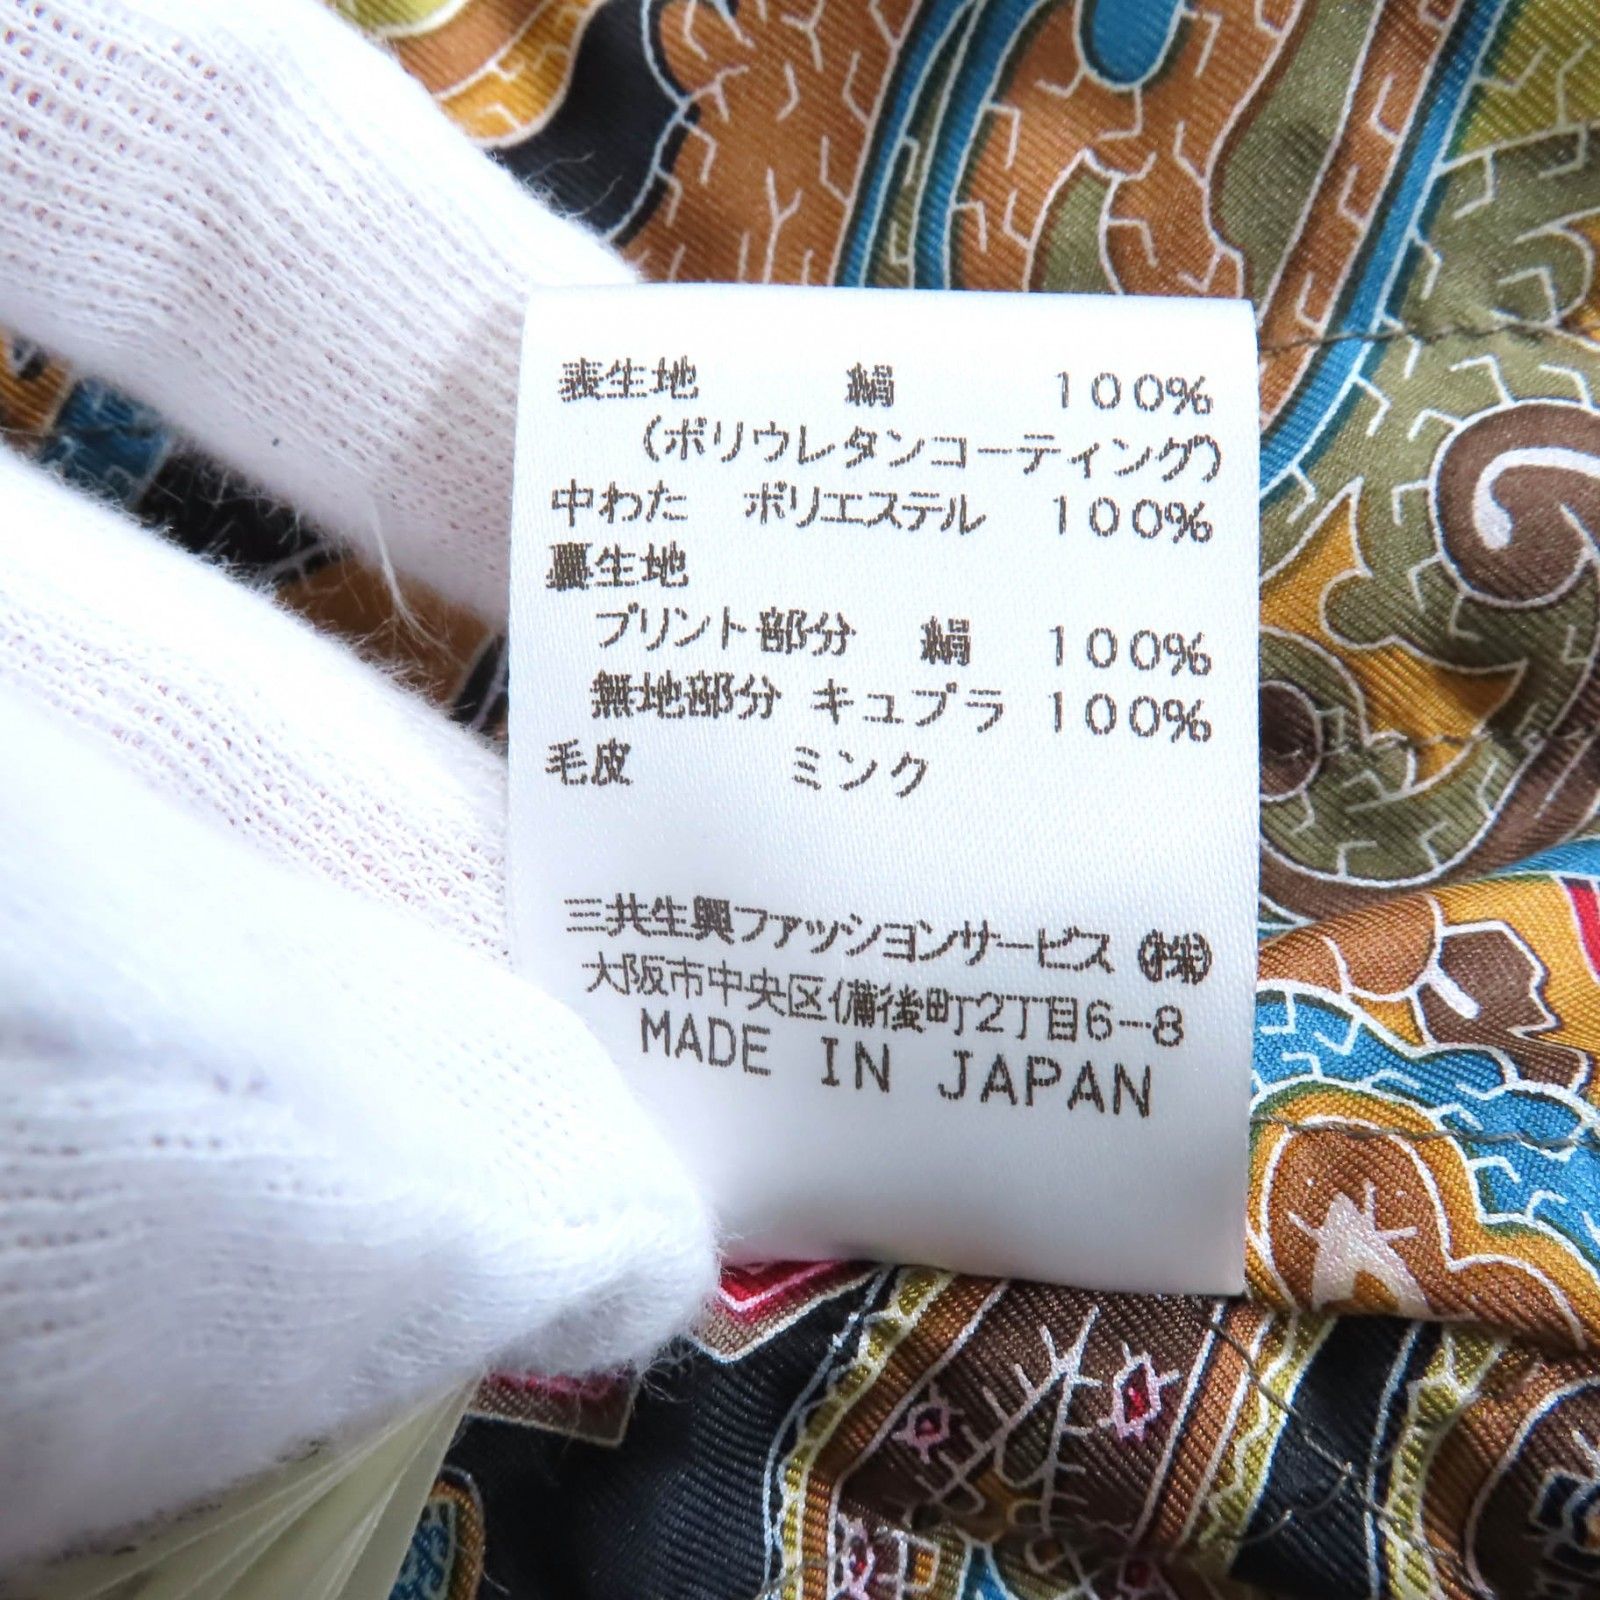 表生地 絹 100%
(ポリウレタンコーティング)
中わた ポリエステル 100%
裏生地
プリント部分 絹 100%
無地部分 キュプラ 100%
毛皮 ミンク
三共生興ファッションサービス(株)
大阪市中央区備後町2丁目6-8
MADE IN JAPAN